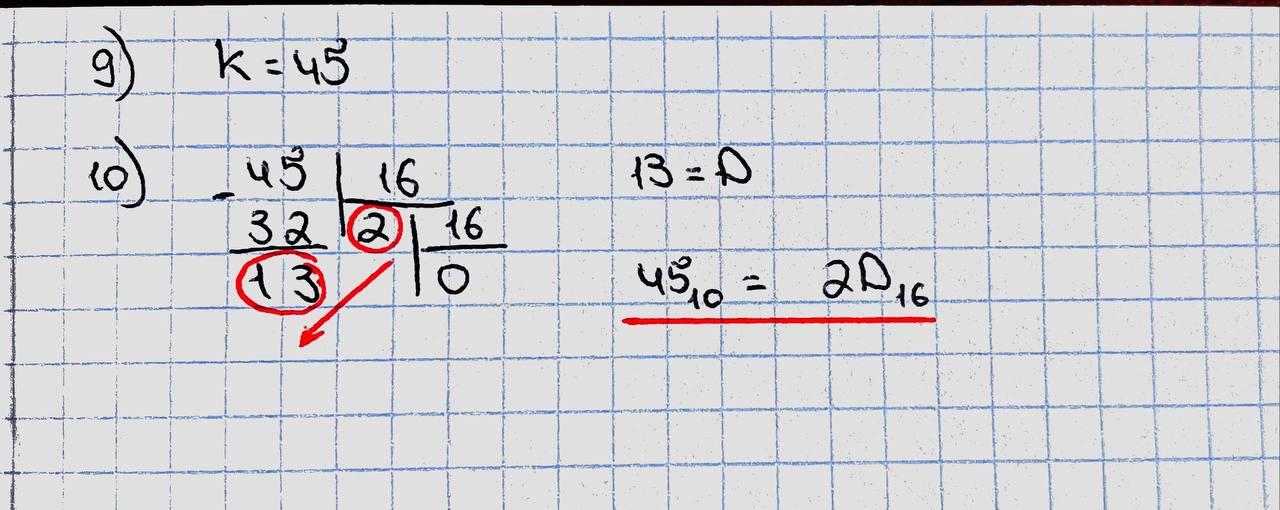 9) k = 45
10) - 45 | 16 13 = D
32 2 | 16
13 0 45₁₀ = 2D₁₆